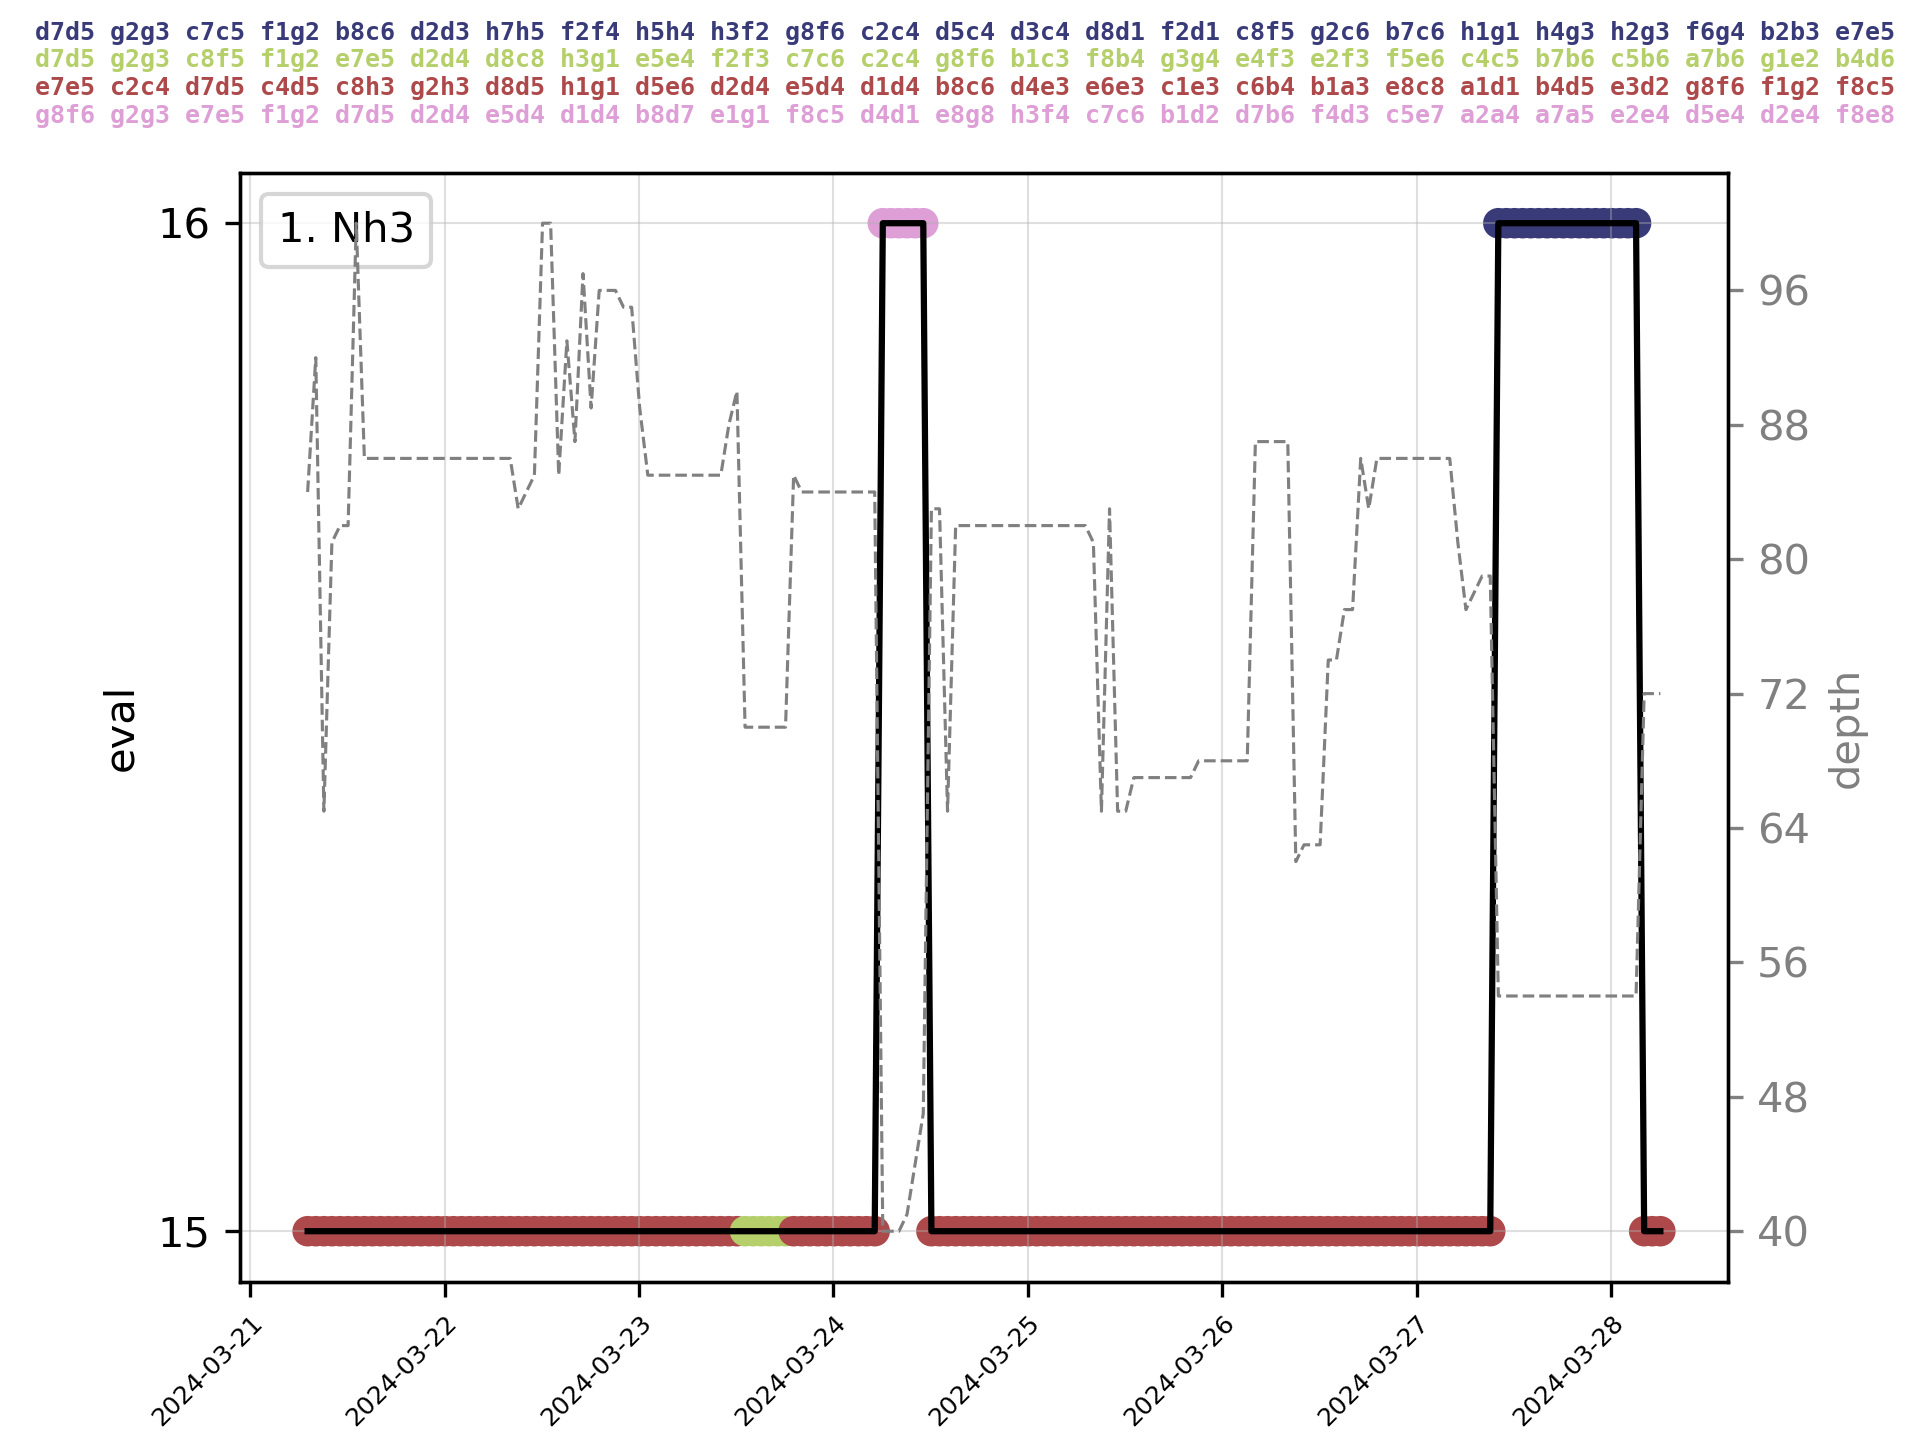 d7d5 g2g3 c7c5 f1g2 b8c6 d2d3 h7h5 f2f4 h5h4 h3f2 g8f6 c2c4 d5c4 d3c4 d8d1 f2d1 c8f5 g2c6 b7c6 h1g1 h4g3 h2g3 f6g4 b2b3 e7e5
d7d5 g2g3 c8f5 f1g2 e7e5 d2d4 d8c8 h3g1 e5e4 f2f3 c7c6 c2c4 g8f6 b1c3 f8b4 g3g4 e4f3 e2f3 f5e6 c4c5 b7b6 c5b6 a7b6 g1e2 b4d6
e7e5 c2c4 d7d5 c4d5 c8h3 g2h3 d8d5 h1g1 d5e6 d2d4 e5d4 d1d4 b8c6 d4e3 e6e3 c1e3 c6b4 b1a3 e8c8 a1d1 b4d5 e3d2 g8f6 f1g2 f8c5
g8f6 g2g3 e7e5 f1g2 d7d5 d2d4 e5d4 d1d4 b8d7 e1g1 f8c5 d4d1 e8g8 h3f4 c7c6 b1d2 d7b6 f4d3 c5e7 a2a4 a7a5 e2e4 d5e4 d2e4 f8e8
1. Nh3
16
15
eval
96
88
80
72
64
56
48
40
depth
2024-03-21
2024-03-22
2024-03-23
2024-03-24
2024-03-25
2024-03-26
2024-03-27
2024-03-28